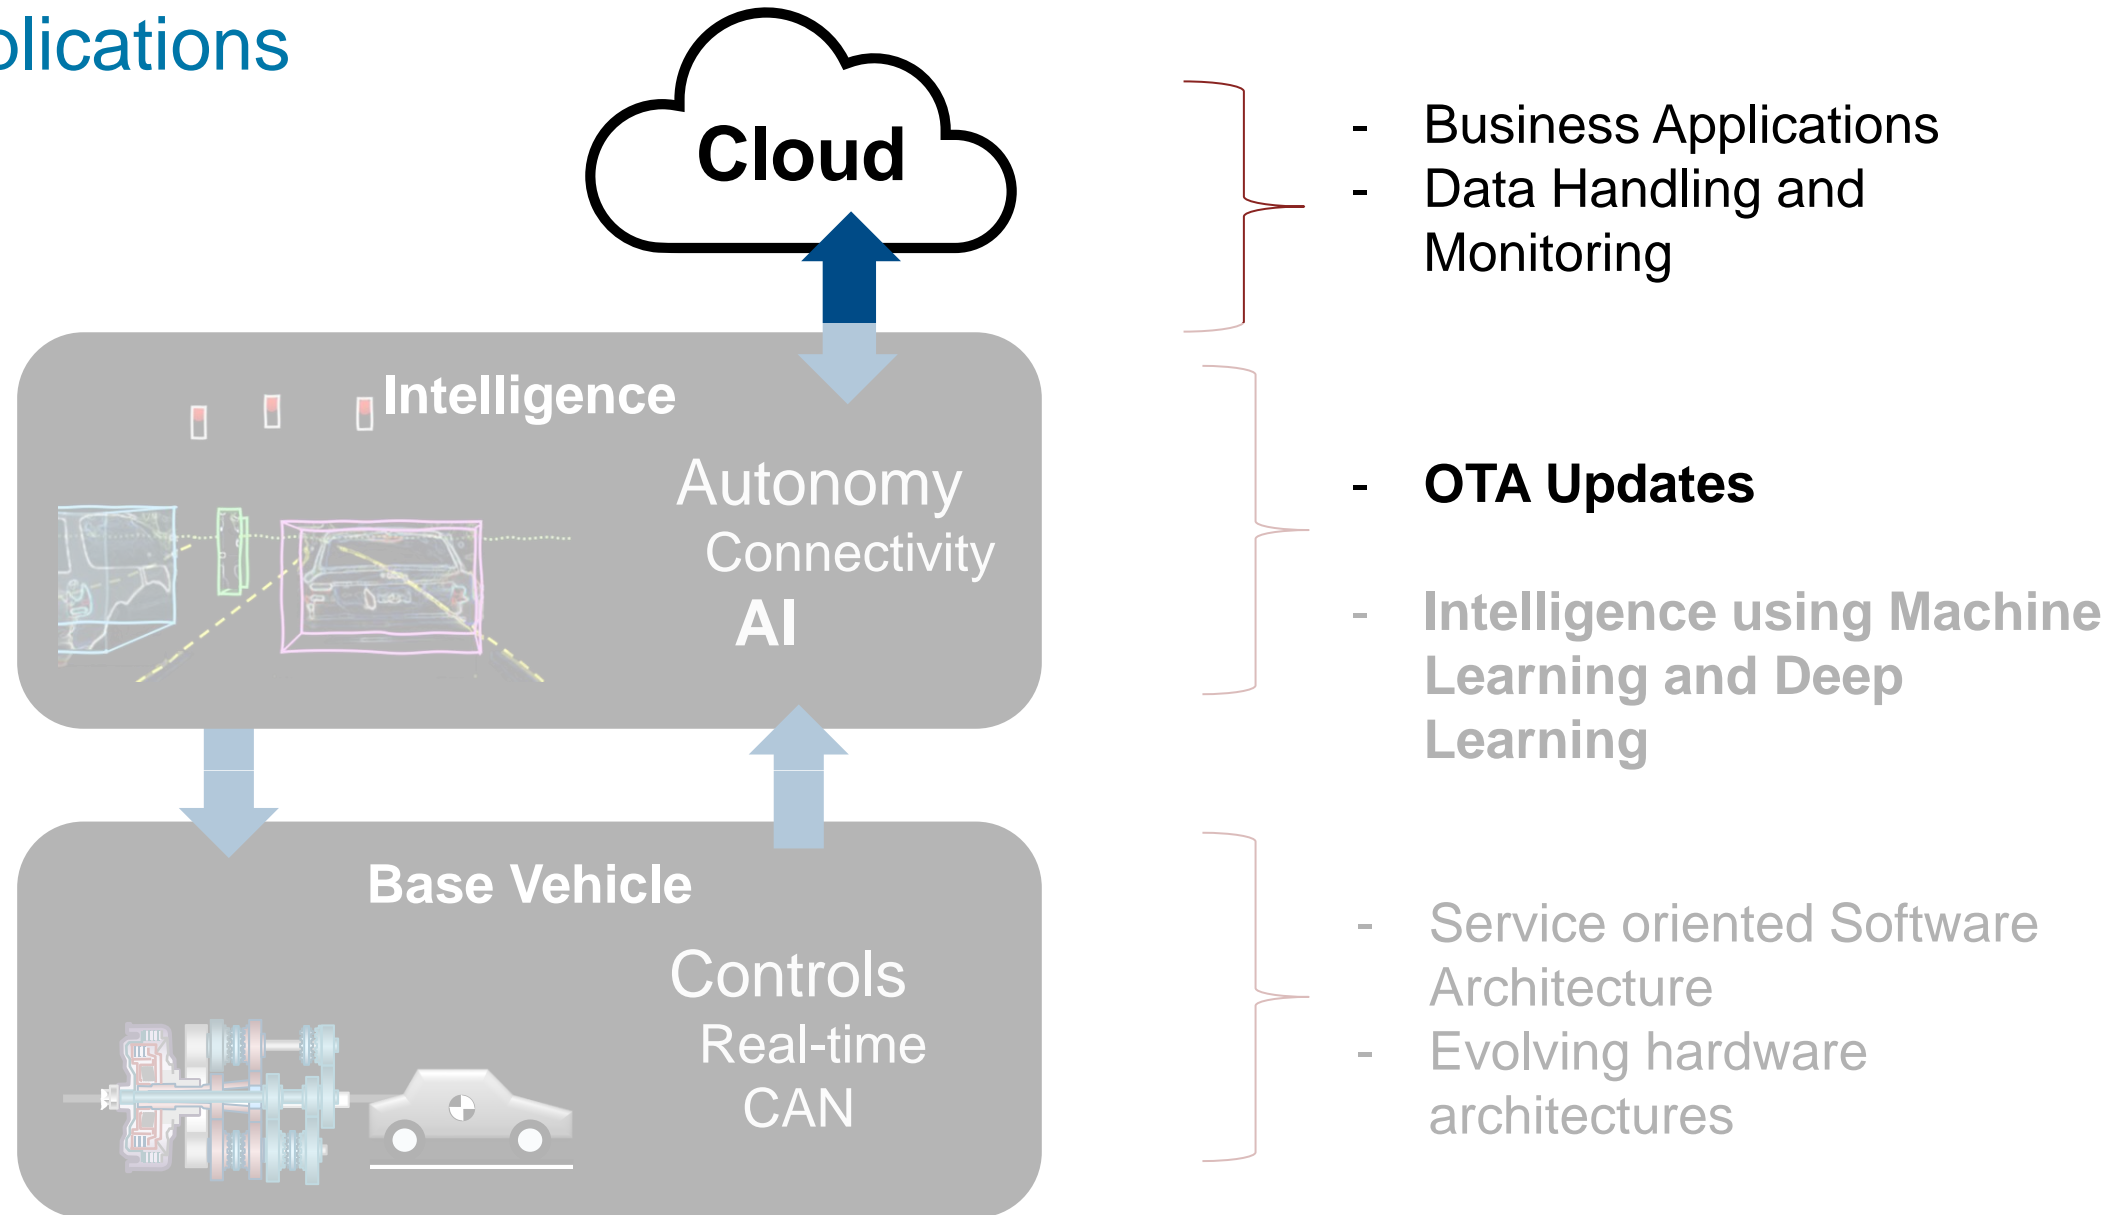 plications
Cloud
- Business Applications
- Data Handling and
Monitoring
Intelligence
Autonomy
Connectivity
AI
- OTA Updates
- Intelligence using Machine
Learning and Deep
Learning
Base Vehicle
Controls
Real-time
CAN
- Service oriented Software
Architecture
- Evolving hardware
architectures